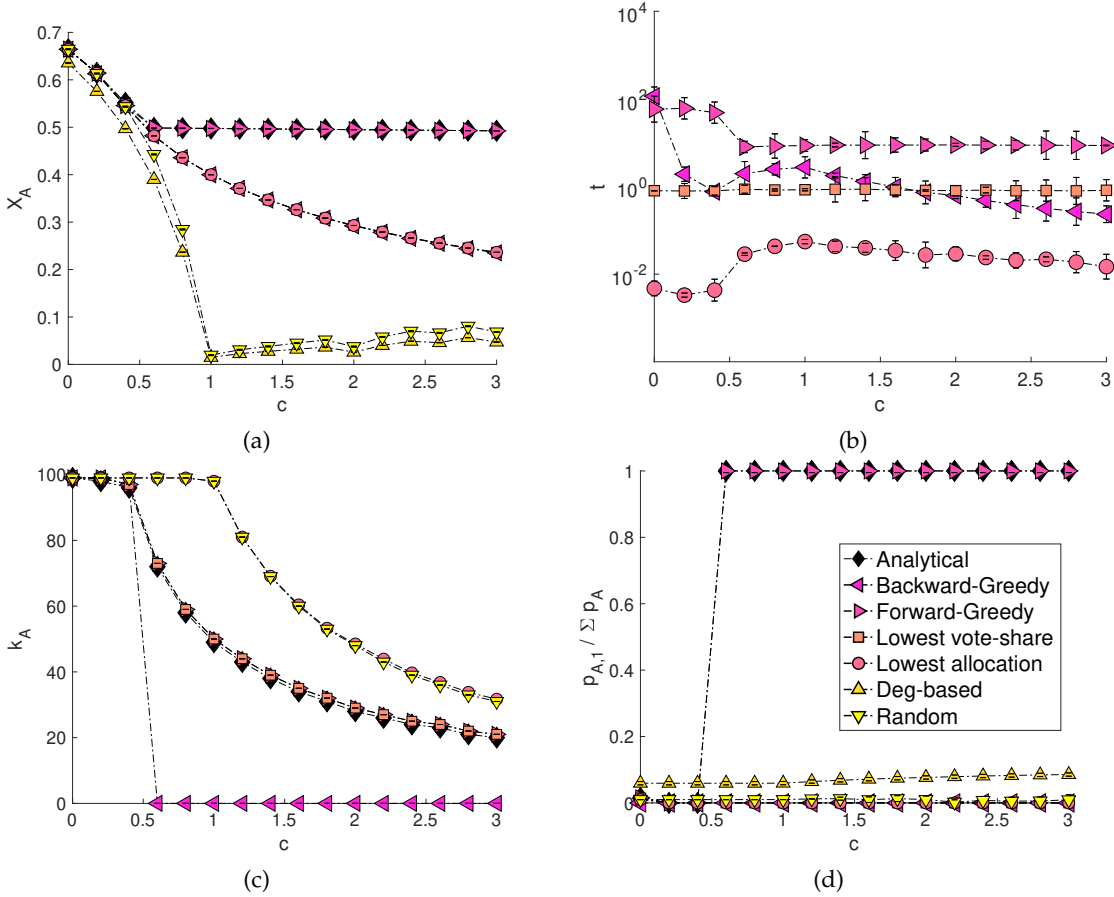 0.7
0.6
0.5
0.4
0.3
0.2
0.1
0
X_A
0 0.5 1 1.5 2 2.5 3
c
(a)
10^4
10^2
10^0
10^-2
t
0 0.5 1 1.5 2 2.5 3
c
(b)
100
80
60
40
20
0
k_A
0 0.5 1 1.5 2 2.5 3
c
(c)
1
0.8
0.6
0.4
0.2
0
p_A,1 / Σ p_A
Analytical
Backward-Greedy
Forward-Greedy
Lowest vote-share
Lowest allocation
Deg-based
Random
0 0.5 1 1.5 2 2.5 3
c
(d)